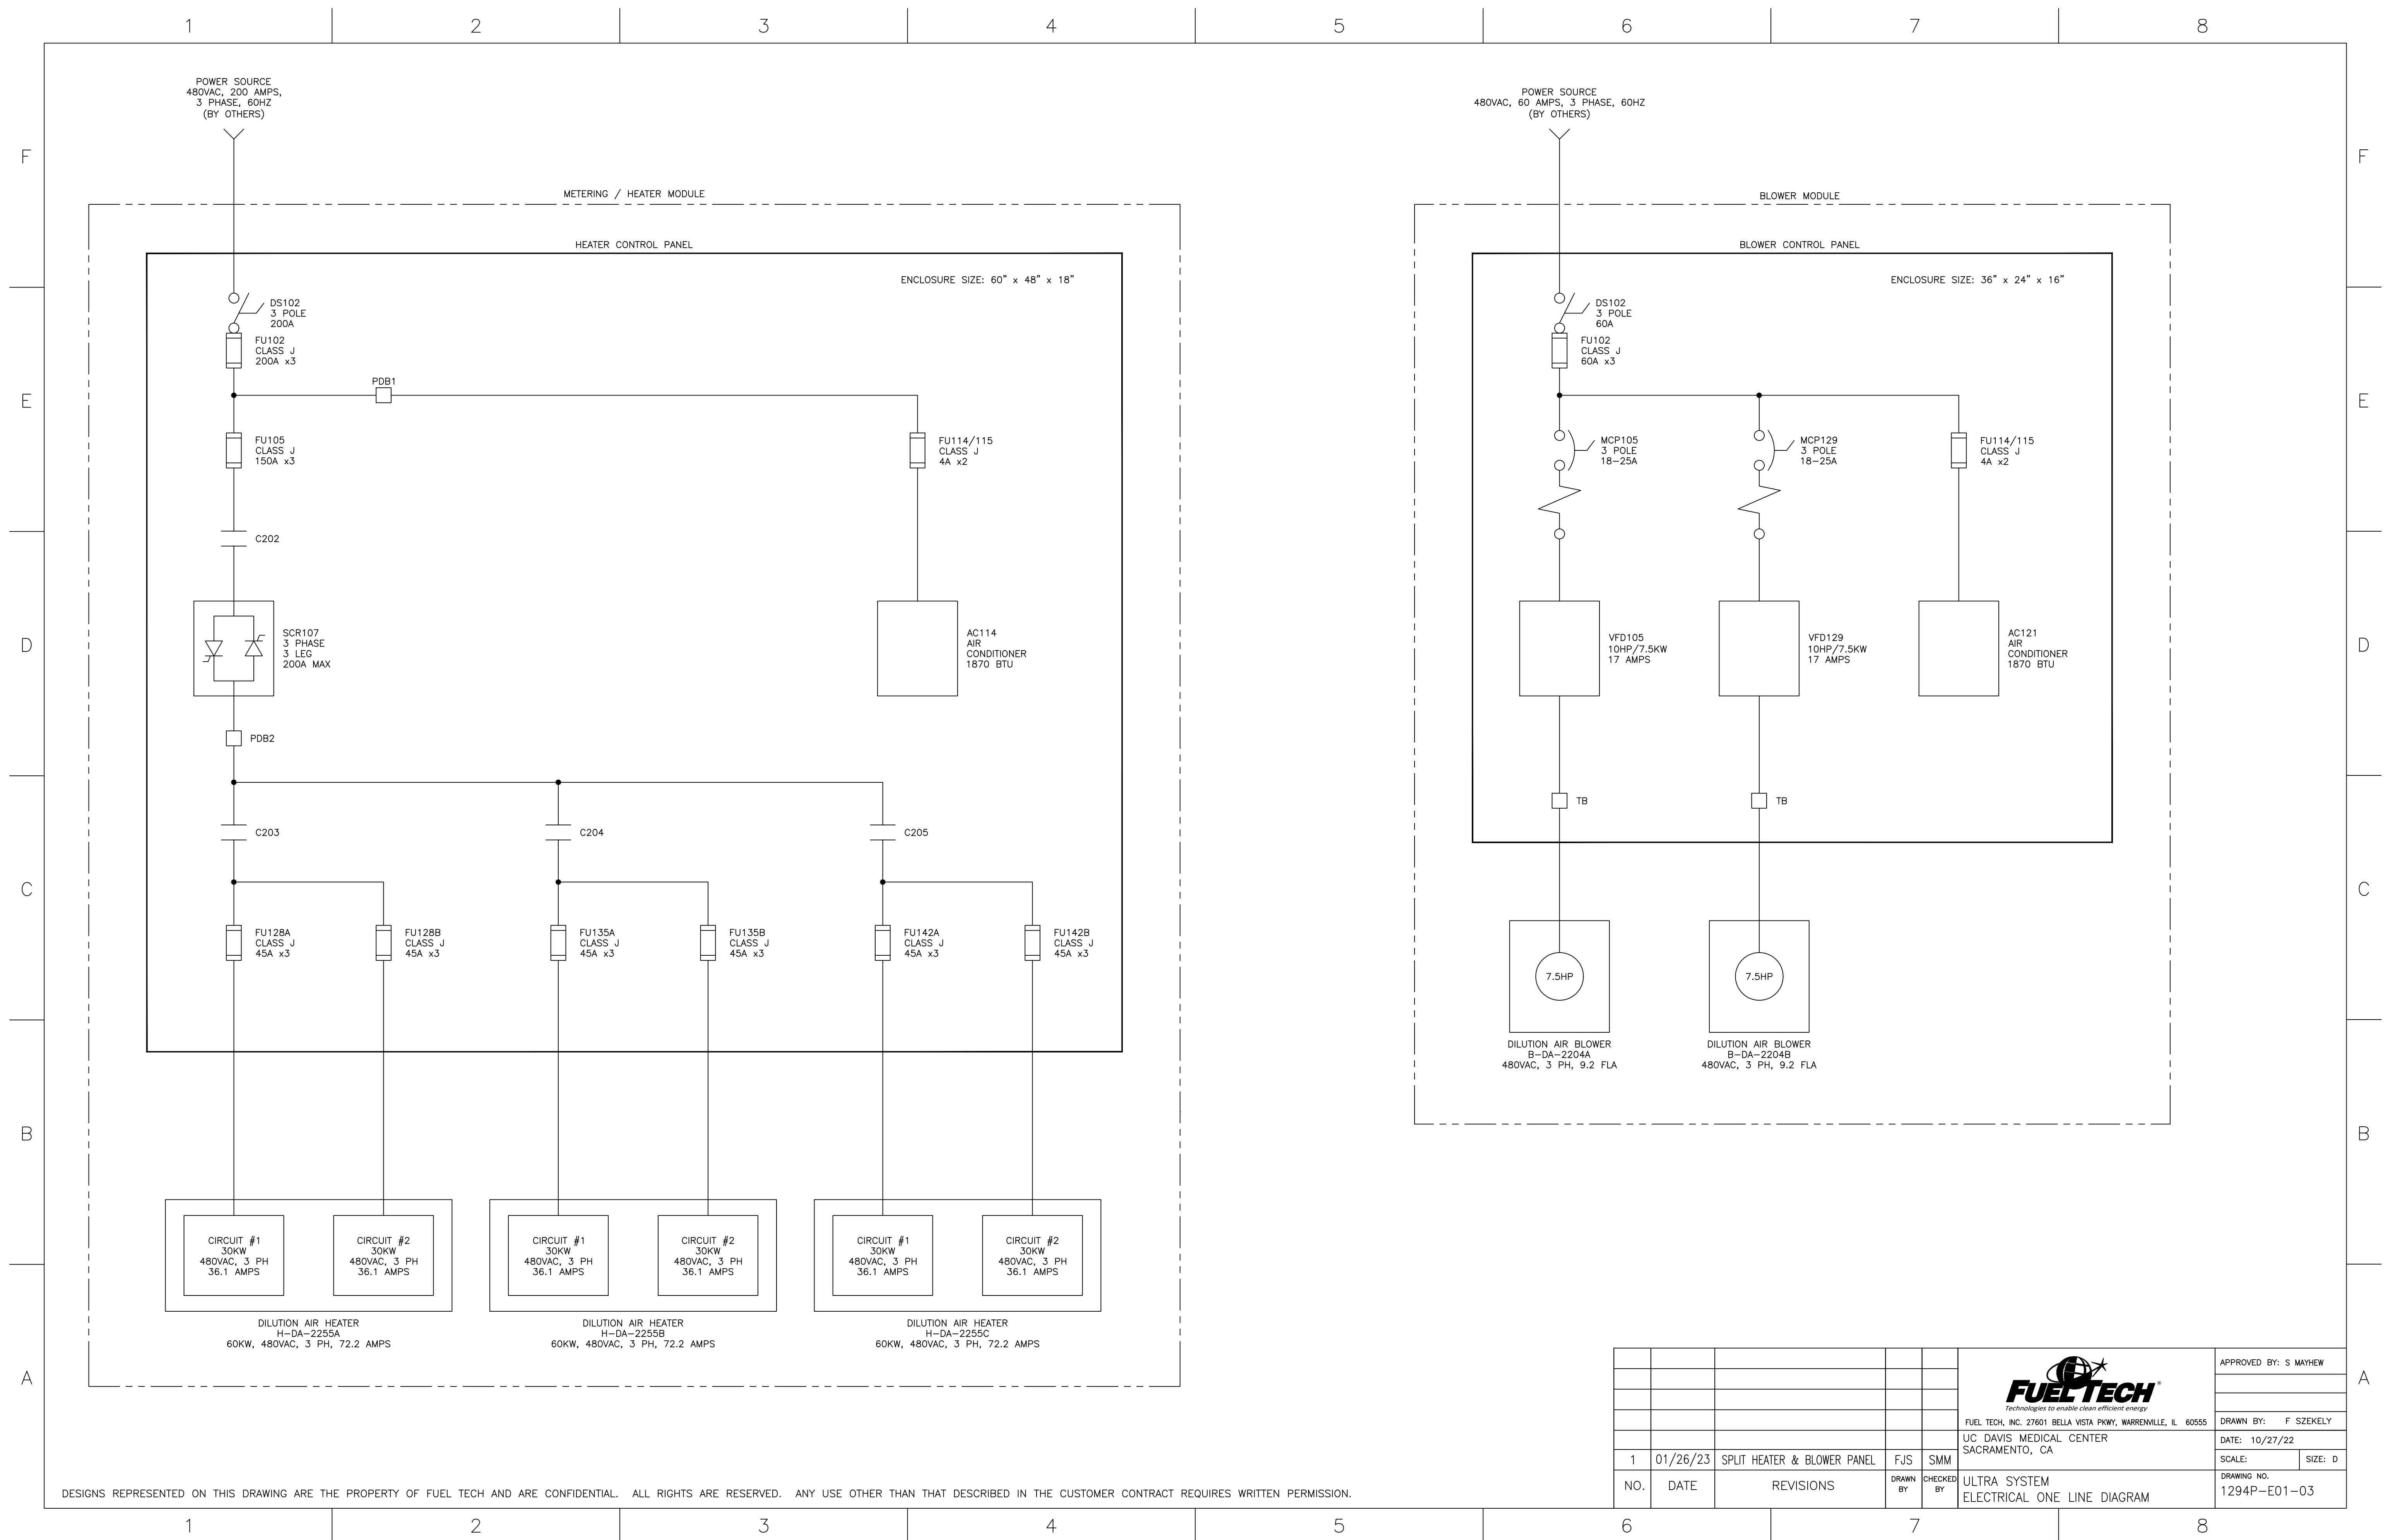 1 2 3 4 5 6 7 8
POWER SOURCE
480VAC, 200 AMPS,
3 PHASE, 60HZ
(BY OTHERS)
POWER SOURCE
480VAC, 60 AMPS, 3 PHASE, 60HZ
(BY OTHERS)
F F
METERING / HEATER MODULE
HEATER CONTROL PANEL
ENCLOSURE SIZE: 60" x 48" x 18"
DS102
3 POLE
200A
FU102
CLASS J
200A x3
PDB1
E
FU105
CLASS J
150A x3
FU114/115
CLASS J
4A x2
C202
D
SCR107
3 PHASE
3 LEG
200A MAX
AC114
AIR
CONDITIONER
1870 BTU
PDB2
C203
C204
C205
C
FU128A
CLASS J
45A x3
FU128B
CLASS J
45A x3
FU135A
CLASS J
45A x3
FU135B
CLASS J
45A x3
FU142A
CLASS J
45A x3
FU142B
CLASS J
45A x3
B
CIRCUIT #1
30KW
480VAC, 3 PH
36.1 AMPS
CIRCUIT #2
30KW
480VAC, 3 PH
36.1 AMPS
CIRCUIT #1
30KW
480VAC, 3 PH
36.1 AMPS
CIRCUIT #2
30KW
480VAC, 3 PH
36.1 AMPS
CIRCUIT #1
30KW
480VAC, 3 PH
36.1 AMPS
CIRCUIT #2
30KW
480VAC, 3 PH
36.1 AMPS
DILUTION AIR HEATER
H-DA-2255A
60KW, 480VAC, 3 PH, 72.2 AMPS
DILUTION AIR HEATER
H-DA-2255B
60KW, 480VAC, 3 PH, 72.2 AMPS
DILUTION AIR HEATER
H-DA-2255C
60KW, 480VAC, 3 PH, 72.2 AMPS
A
BLOWER MODULE
BLOWER CONTROL PANEL
ENCLOSURE SIZE: 36" x 24" x 16"
DS102
3 POLE
60A
FU102
CLASS J
60A x3
E
MCP105
3 POLE
18-25A
MCP129
3 POLE
18-25A
FU114/115
CLASS J
4A x2
D
VFD105
10HP/7.5KW
17 AMPS
VFD129
10HP/7.5KW
17 AMPS
AC121
AIR
CONDITIONER
1870 BTU
TB
TB
C
7.5HP
7.5HP
DILUTION AIR BLOWER
B-DA-2204A
480VAC, 3 PH, 9.2 FLA
DILUTION AIR BLOWER
B-DA-2204B
480VAC, 3 PH, 9.2 FLA
B
A
FUEL TECH®
Technologies to enable clean efficient energy
FUEL TECH, INC. 27601 BELLA VISTA PKWY, WARRENVILLE, IL 60555
APPROVED BY: S MAYHEW
DRAWN BY: F SZEKELY
UC DAVIS MEDICAL CENTER
SACRAMENTO, CA
DATE: 10/27/22
SCALE: SIZE: D
1 01/26/23 SPLIT HEATER & BLOWER PANEL FJS SMM
NO. DATE REVISIONS DRAWN BY CHECKED BY
ULTRA SYSTEM
ELECTRICAL ONE LINE DIAGRAM
DRAWING NO.
1294P-E01-03
DESIGNS REPRESENTED ON THIS DRAWING ARE THE PROPERTY OF FUEL TECH AND ARE CONFIDENTIAL. ALL RIGHTS ARE RESERVED. ANY USE OTHER THAN THAT DESCRIBED IN THE CUSTOMER CONTRACT REQUIRES WRITTEN PERMISSION.
1 2 3 4 5 6 7 8